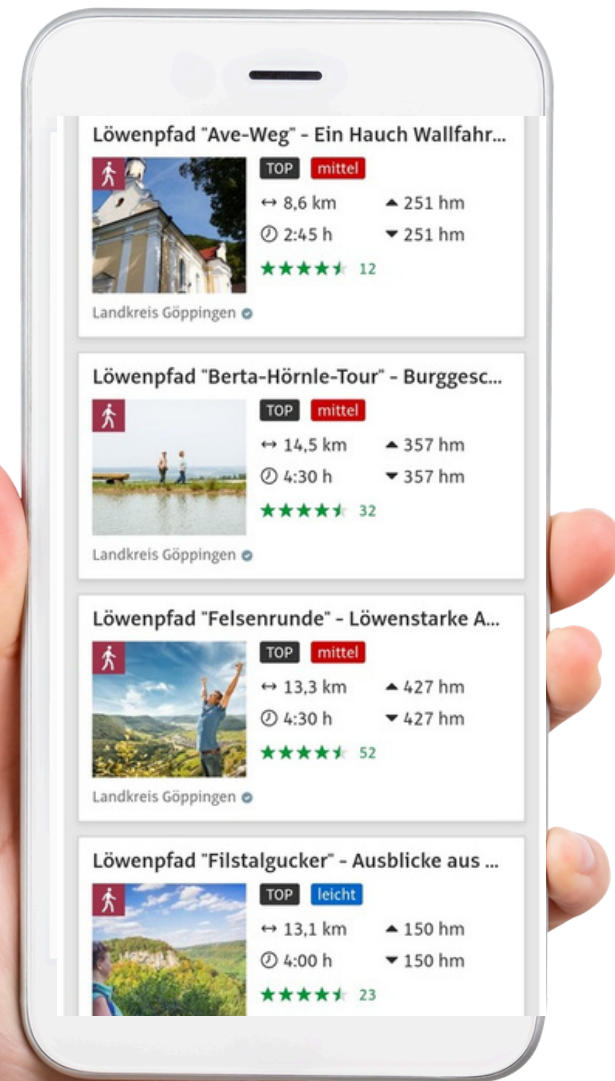 Löwenpfad "Ave-Weg" - Ein Hauch Wallfahr...
TOP mittel
8,6 km 251 hm
2:45 h 251 hm
12
Landkreis Göppingen
Löwenpfad "Berta-Hörnle-Tour" - Burggesc...
TOP mittel
14,5 km 357 hm
4:30 h 357 hm
32
Landkreis Göppingen
Löwenpfad "Felsenrunde" - Löwenstarke A...
TOP mittel
13,3 km 427 hm
4:30 h 427 hm
52
Landkreis Göppingen
Löwenpfad "Filstalgucker" - Ausblicke aus ...
TOP leicht
13,1 km 150 hm
4:00 h 150 hm
23